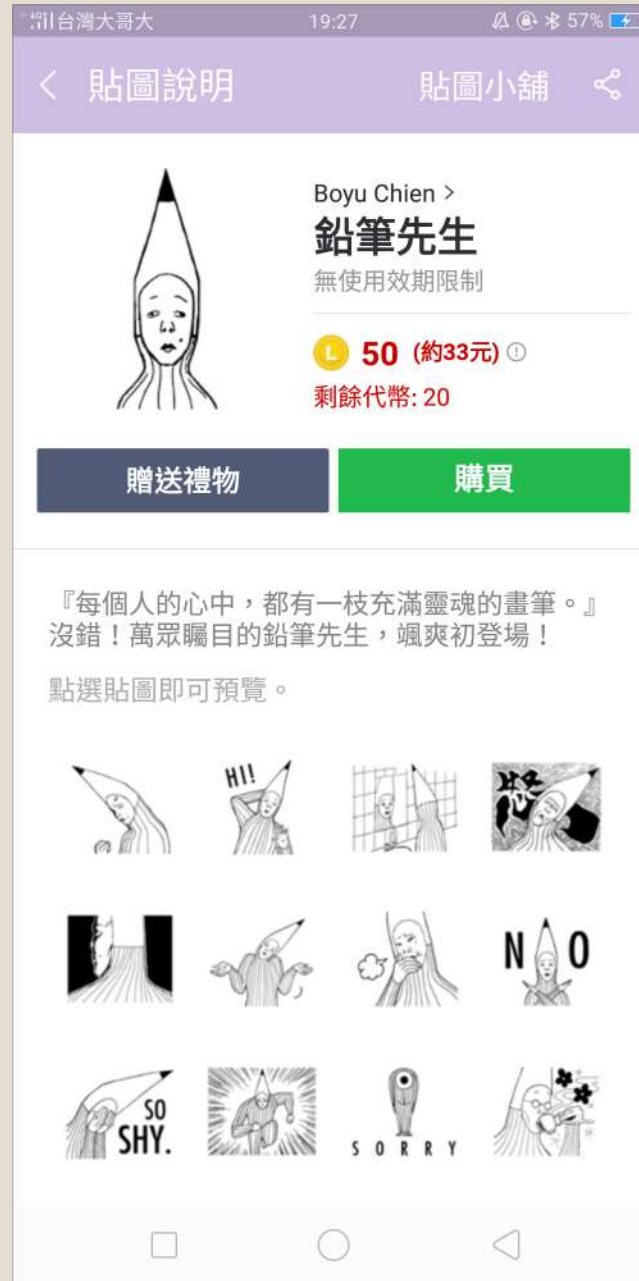 4G 台灣大哥大 19:27 57%
貼圖說明 貼圖小舖
Boyu Chien >
鉛筆先生
無使用效期限制
L 50 (約33元)
剩餘代幣: 20
贈送禮物 購買
『每個人的心中，都有一枝充滿靈魂的畫筆。』
沒錯！萬眾矚目的鉛筆先生，颯爽初登場！
點選貼圖即可預覽。
HI!
NO
SO
SHY.
SORRY